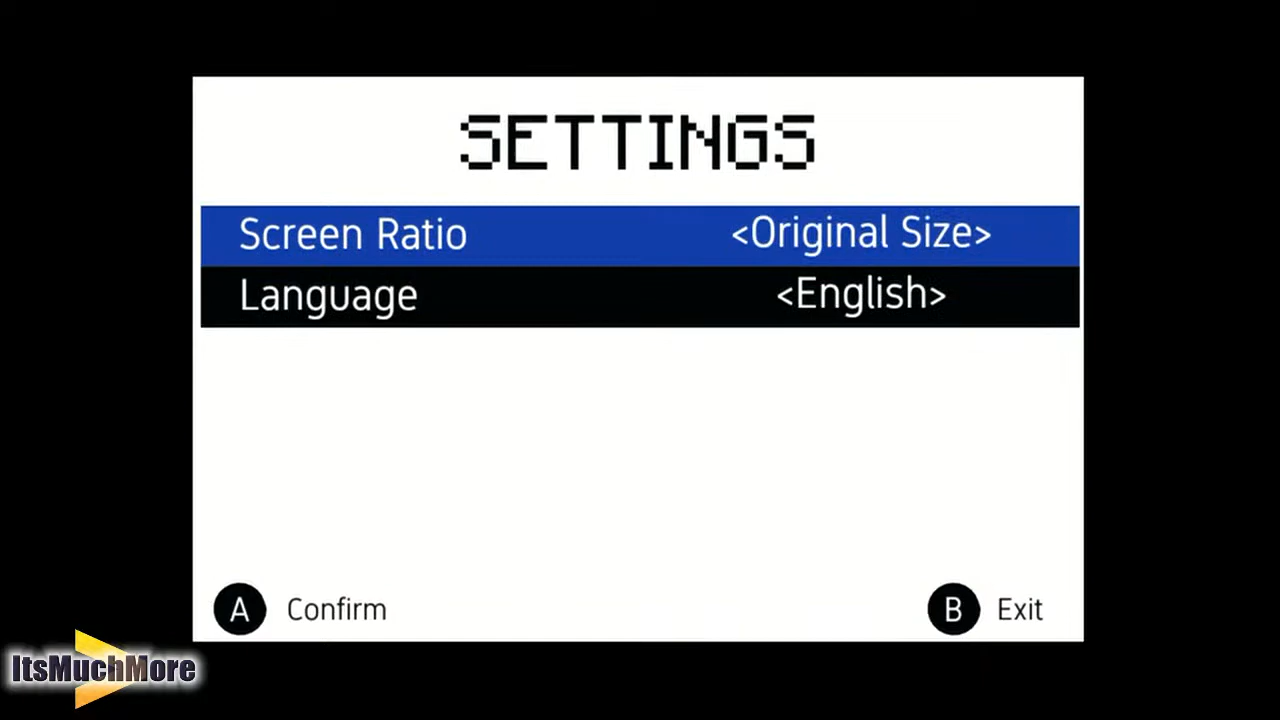 SETTINGS
Screen Ratio <Original Size>
Language <English>
A Confirm B Exit
ItsMuchMore